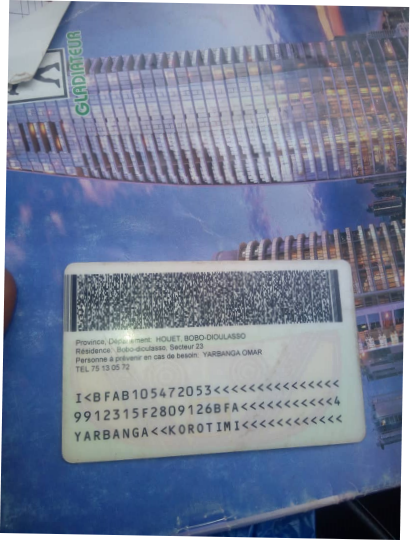 GLADIATEUR
Province, Département: HOUET, BOBO-DIOULASSO
Résidence: Bobo-dioulasso, Secteur 23
Personne à prévenir en cas de besoin: YARBANGA OMAR
TEL 75 13 05 72
I<BFAB105472053<<<<<<<<<<<<<<<
9912315F2809126BFA<<<<<<<<<<<4
YARBANGA<<KOROTIMI<<<<<<<<<<<<